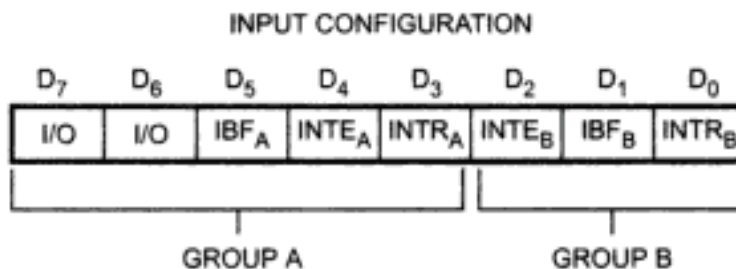 INPUT CONFIGURATION
D7 D6 D5 D4 D3 D2 D1 D0
I/O I/O IBFA INTEA INTRA INTEB IBFB INTRB
GROUP A GROUP B